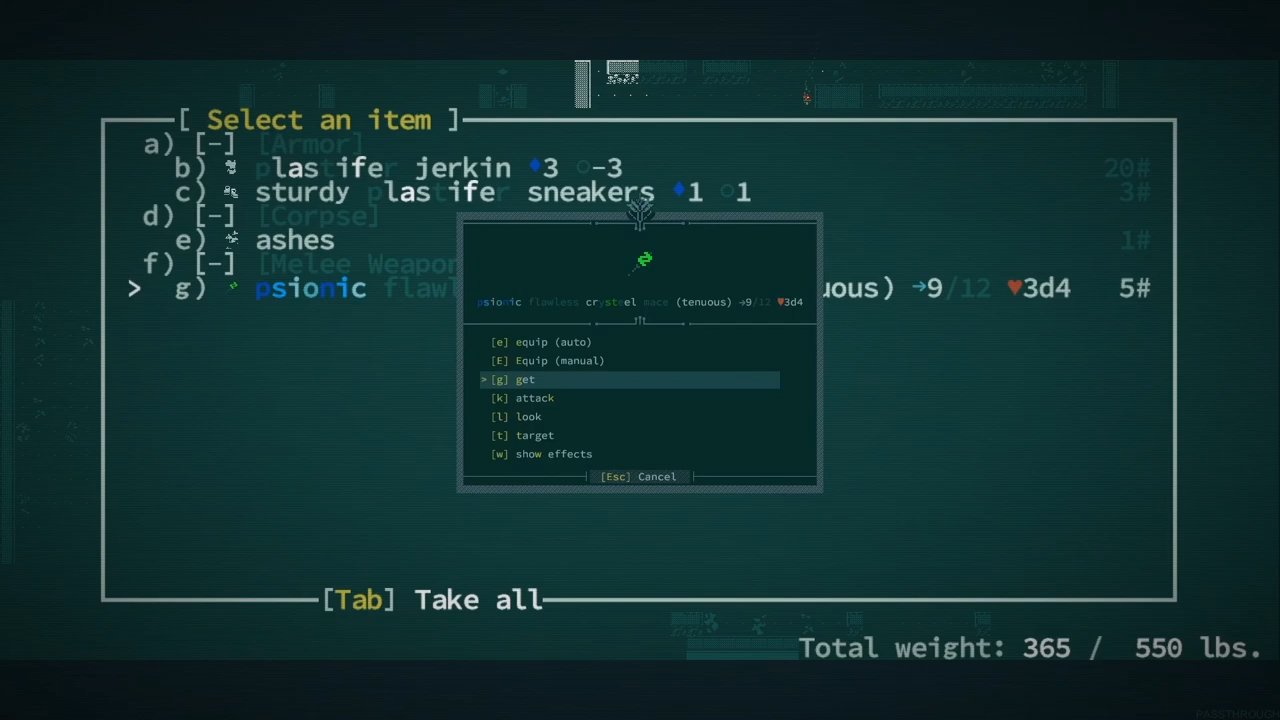 [ Select an item ]
a) [-] [Armor]
b) plastifer jerkin ♦3 ○-3 20#
c) sturdy plastifer sneakers ♦1 ○1 3#
d) [-] [Corpse]
e) ashes 1#
f) [-] [Melee Weapon
> g) psionic flawl uous) →9/12 ♥3d4 5#
psionic flawless crysteel mace (tenuous) →9/12 ♥3d4
[e] equip (auto)
[E] Equip (manual)
> [g] get
[k] attack
[l] look
[t] target
[w] show effects
[Esc] Cancel
[Tab] Take all
Total weight: 365 / 550 lbs.
PASSTHROUGH